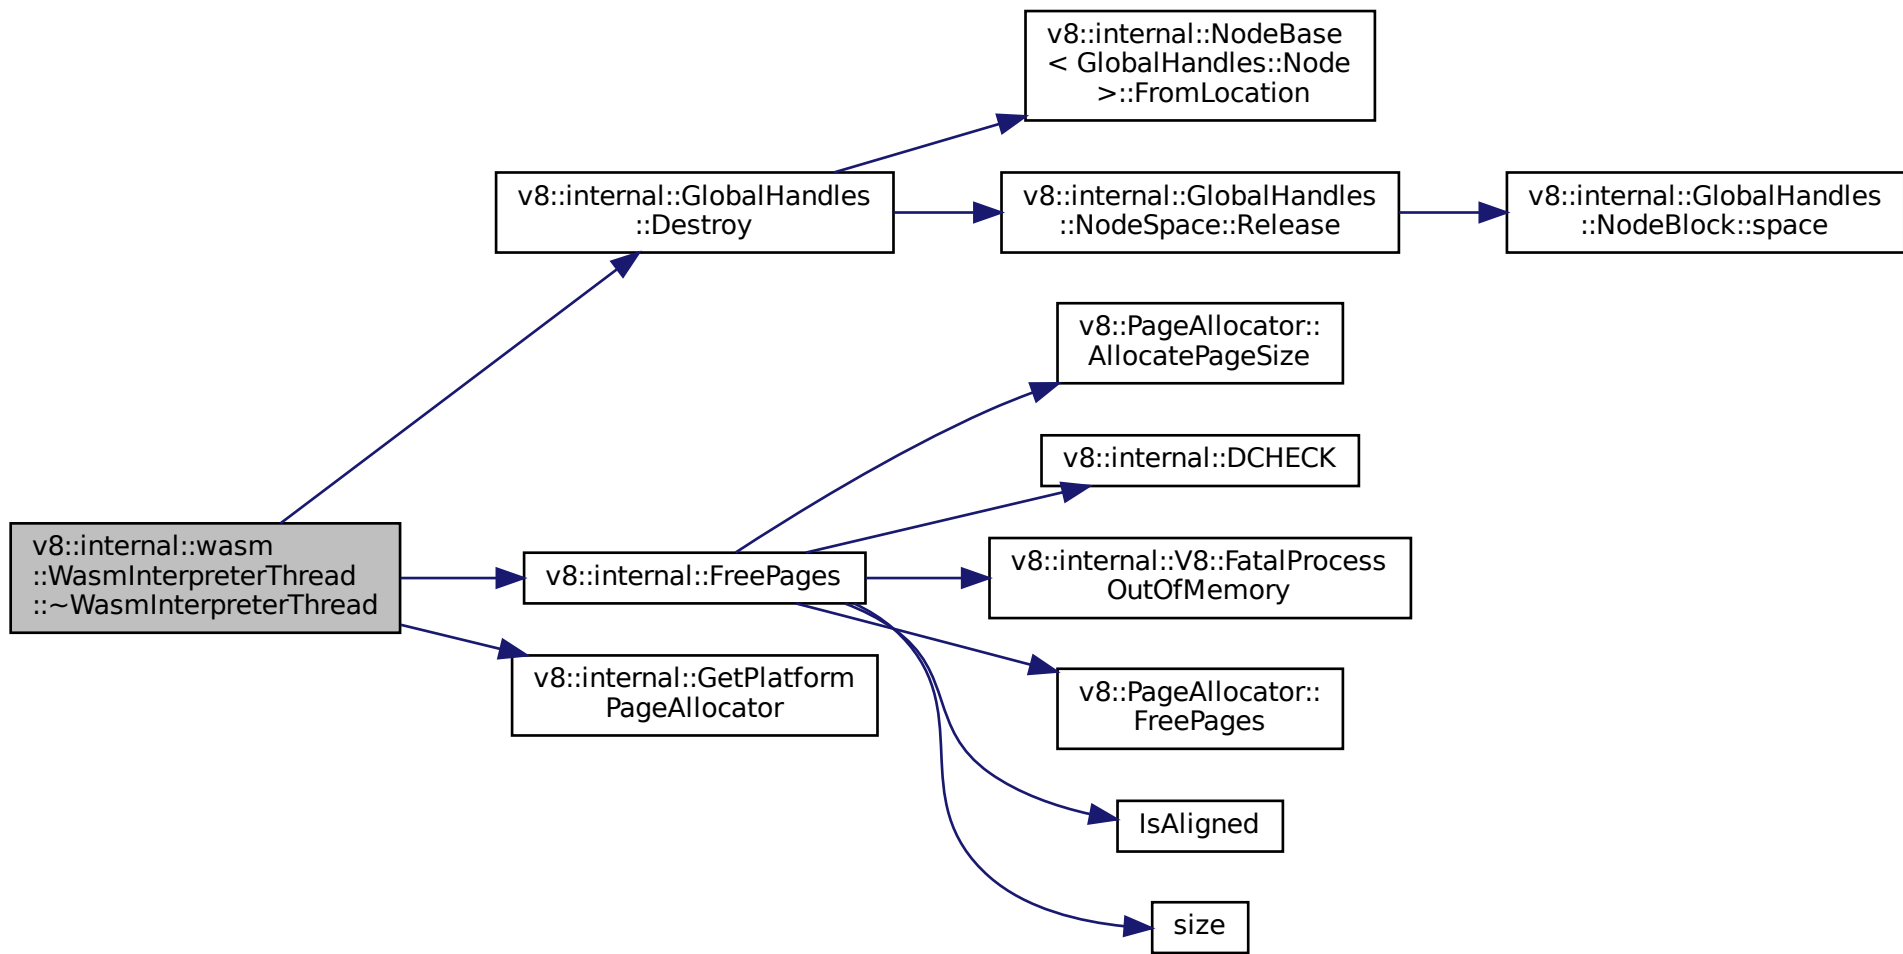 v8::internal::NodeBase
< GlobalHandles::Node
>::FromLocation
v8::internal::GlobalHandles
::Destroy
v8::internal::GlobalHandles
::NodeSpace::Release
v8::internal::GlobalHandles
::NodeBlock::space
v8::PageAllocator::
AllocatePageSize
v8::internal::DCHECK
v8::internal::wasm
::WasmInterpreterThread
::~WasmInterpreterThread
v8::internal::FreePages
v8::internal::V8::FatalProcess
OutOfMemory
v8::internal::GetPlatform
PageAllocator
v8::PageAllocator::
FreePages
IsAligned
size